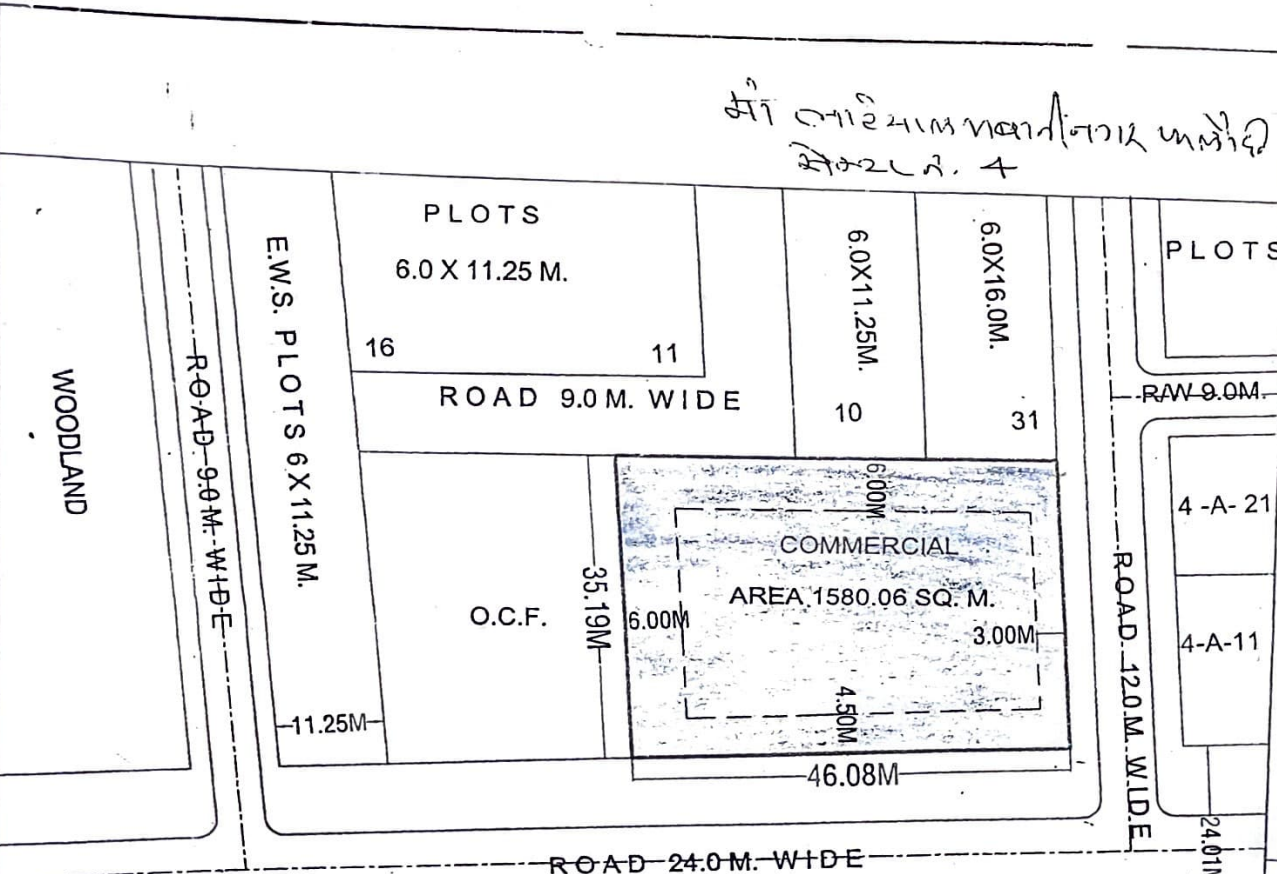 मॉ
सेक्टर नं. 4
PLOTS
6.0 X 11.25 M.
16
11
ROAD 9.0 M. WIDE
6.0X11.25M.
10
6.0X16.0M.
31
PLOTS
R/W 9.0M.
4 -A- 21
4-A-11
WOODLAND
ROAD 9.0 M. WIDE
E.W.S. PLOTS 6 X 11.25 M.
11.25M
O.C.F.
35.19M
6.00M
COMMERCIAL
AREA 1580.06 SQ. M.
6.00M
3.00M
4.50M
46.08M
ROAD 12.0 M. WIDE
24.01M
ROAD 24.0 M. WIDE